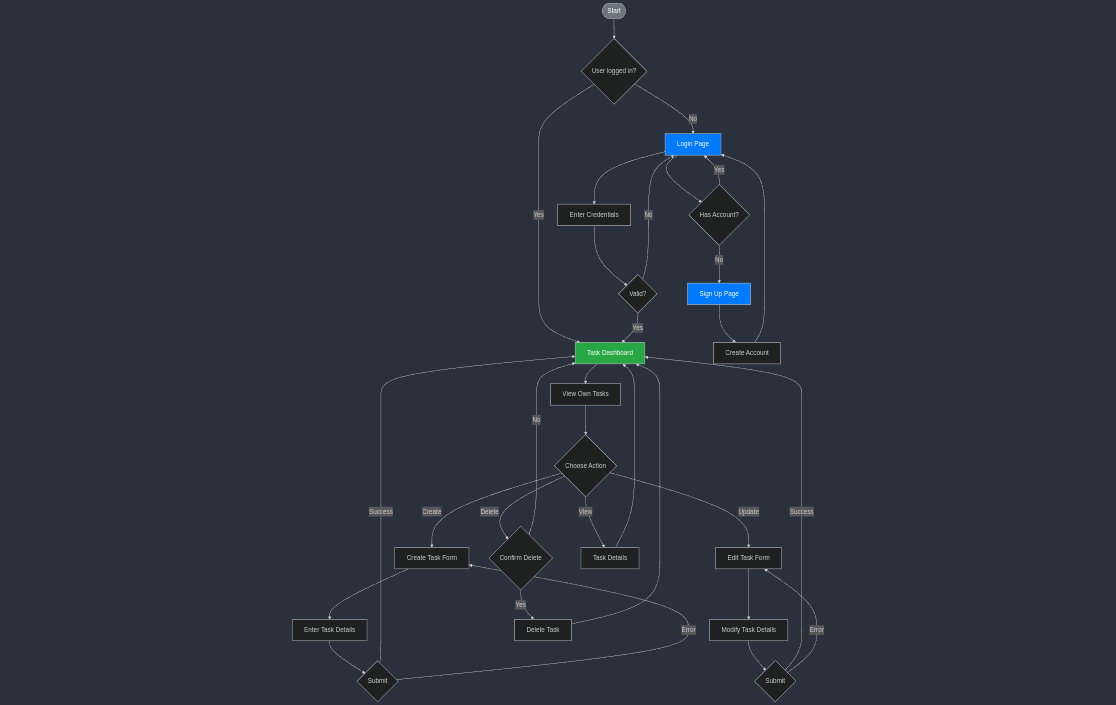 Start
User logged in?
No
Login Page
Yes
Yes
Enter Credentials
No
Has Account?
No
Valid?
Sign Up Page
Yes
Task Dashboard
Create Account
View Own Tasks
No
Choose Action
Success
Create
Delete
View
Update
Success
Create Task Form
Confirm Delete
Task Details
Edit Task Form
Yes
Enter Task Details
Delete Task
Error
Modify Task Details
Error
Submit
Submit